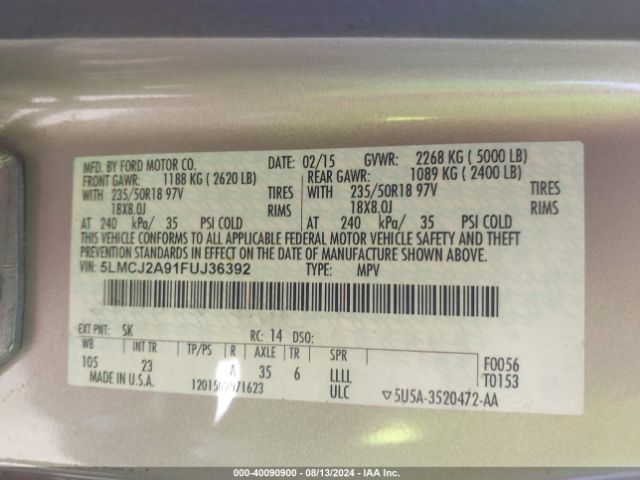 MFD. BY FORD MOTOR CO. DATE: 02/15 GVWR: 2268 KG ( 5000 LB)
FRONT GAWR: 1188 KG ( 2620 LB) REAR GAWR: 1089 KG ( 2400 LB)
WITH 235/50R18 97V TIRES WITH 235/50R18 97V TIRES
18X8.0J RIMS 18X8.0J RIMS
AT 240 kPa/ 35 PSI COLD AT 240 kPa/ 35 PSI COLD
THIS VEHICLE CONFORMS TO ALL APPLICABLE FEDERAL MOTOR VEHICLE SAFETY AND THEFT
PREVENTION STANDARDS IN EFFECT ON THE DATE OF MANUFACTURE SHOWN ABOVE.
VIN: 5LMCJ2A91FUJ36392 TYPE: MPV
EXT PNT: SK RC: 14 DSO:
WB INT TR TP/PS R AXLE TR SPR
105 23 A 35 6 LLLL F0056
MADE IN U.S.A. ULC T0153
▽5U5A-3520472-AA
000-40090900 - 08/13/2024 - IAA Inc.